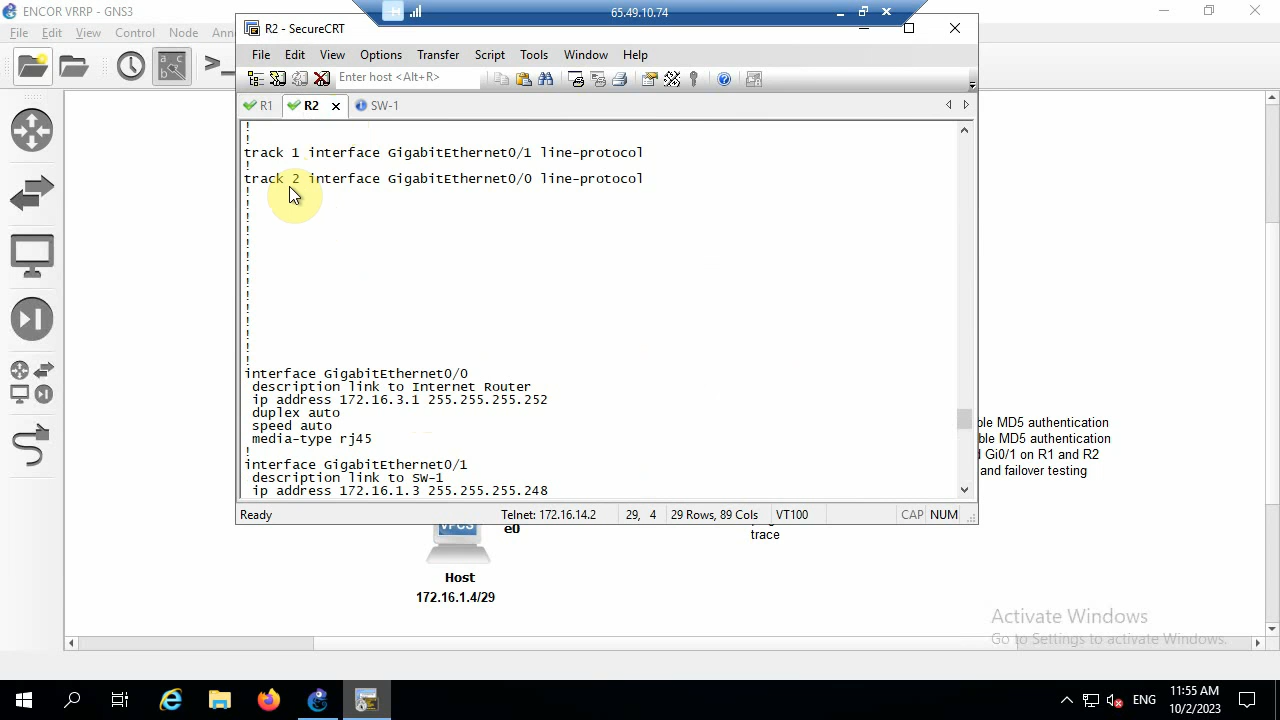 ENCOR VRRP - GNS3
65.49.10.74
R2 - SecureCRT
File Edit View Control Node Ann
File Edit View Options Transfer Script Tools Window Help
Enter host <Alt+R>
R1 R2 SW-1
!
!
track 1 interface GigabitEthernet0/1 line-protocol
!
track 2 interface GigabitEthernet0/0 line-protocol
!
!
!
!
!
!
!
!
!
!
!
!
!
!
interface GigabitEthernet0/0
description link to Internet Router
ip address 172.16.3.1 255.255.255.252
duplex auto
speed auto
media-type rj45
!
interface GigabitEthernet0/1
description link to SW-1
ip address 172.16.1.3 255.255.255.248
Ready Telnet: 172.16.14.2 29, 4 29 Rows, 89 Cols VT100 CAP NUM
ble MD5 authentication
ble MD5 authentication
Gi0/1 on R1 and R2
and failover testing
VPCS
e0
trace
Host
172.16.1.4/29
Activate Windows
Go to Settings to activate Windows.
ENG
11:55 AM
10/2/2023